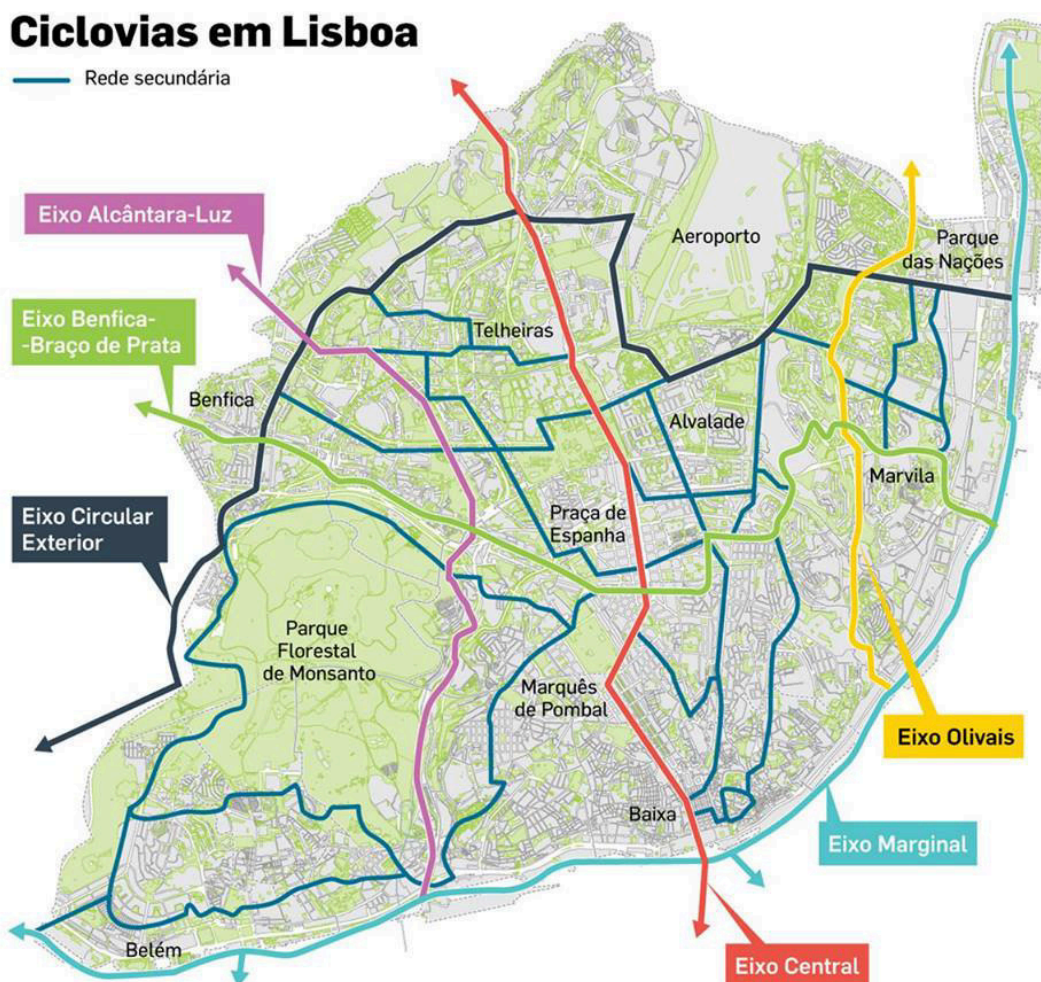 Ciclovias em Lisboa
Rede secundária
Eixo Alcântara-Luz
Eixo Benfica-
-Braço de Prata
Benfica
Eixo Circular
Exterior
Telheiras
Aeroporto
Parque
das Nações
Alvalade
Marvila
Praça de
Espanha
Parque
Florestal
de Monsanto
Marquês
de Pombal
Eixo Olivais
Baixa
Eixo Marginal
Belém
Eixo Central